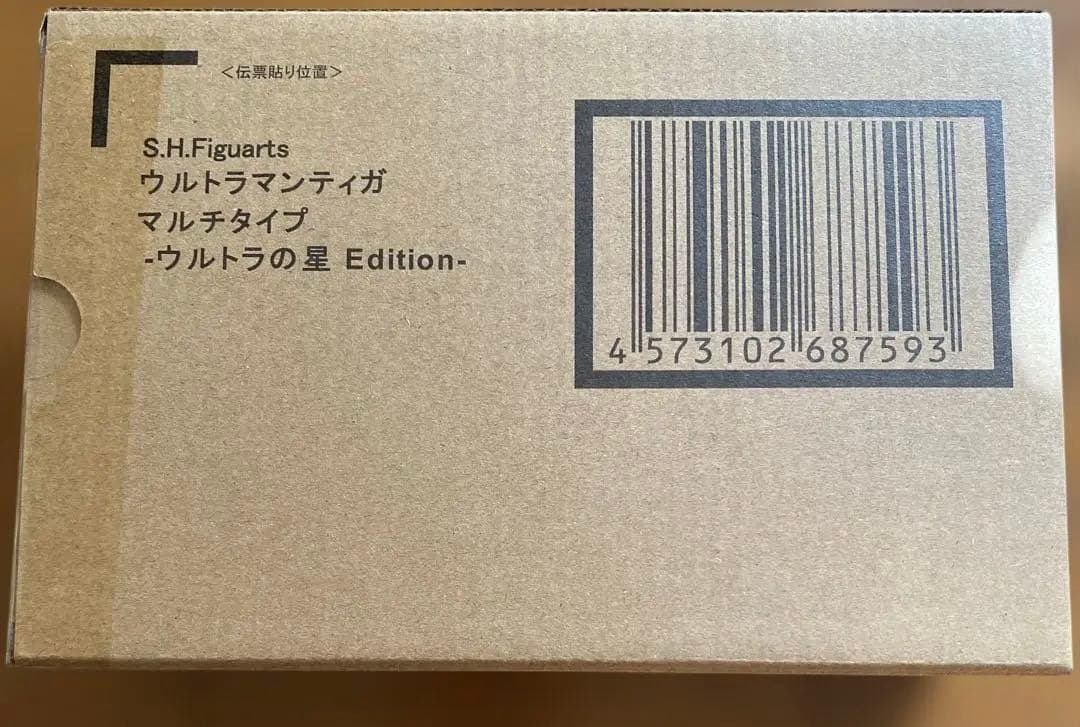 ＜伝票貼り位置＞
S.H.Figuarts
ウルトラマンティガ
マルチタイプ
-ウルトラの星 Edition-
4 573102 687593